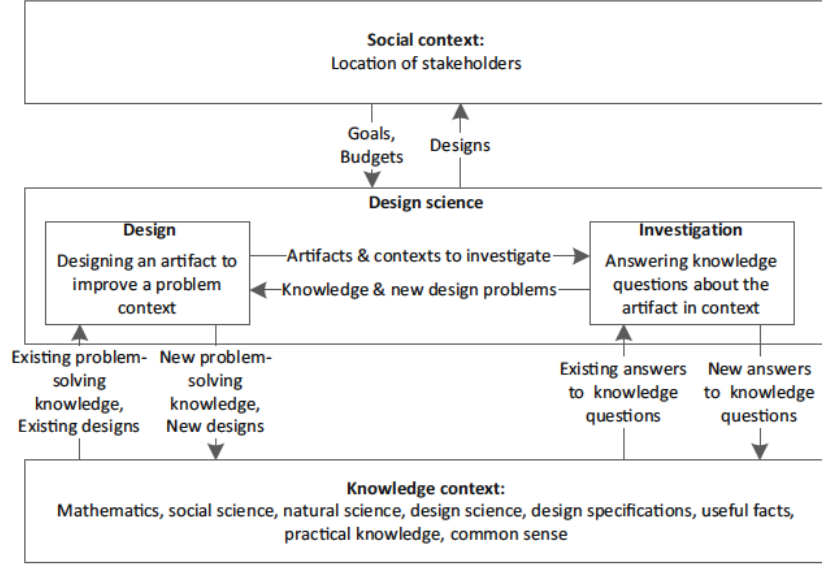 Social context:
Location of stakeholders
Goals,
Budgets
Designs
Design science
Design
Designing an artifact to
improve a problem
context
Artifacts & contexts to investigate
Knowledge & new design problems
Investigation
Answering knowledge
questions about the
artifact in context
Existing problem-
solving
knowledge,
Existing designs
New problem-
solving
knowledge,
New designs
Existing answers
to knowledge
questions
New answers
to knowledge
questions
Knowledge context:
Mathematics, social science, natural science, design science, design specifications, useful facts,
practical knowledge, common sense